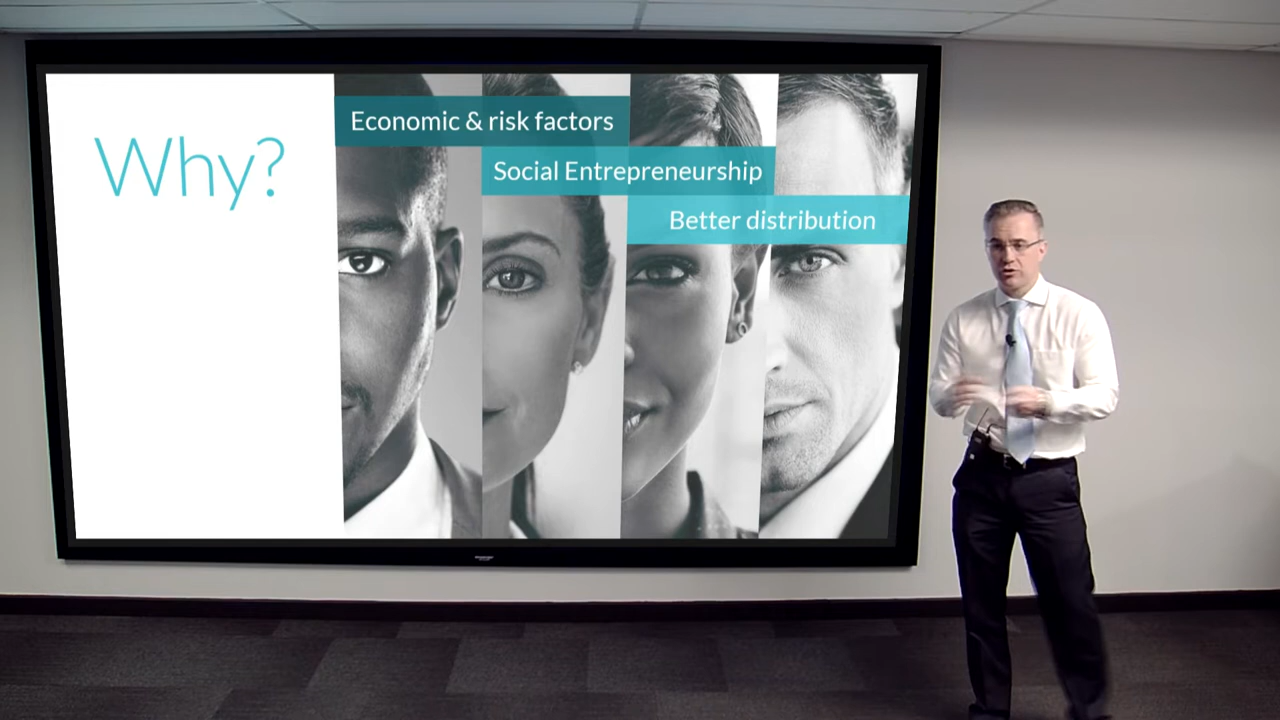 Why?
Economic & risk factors
Social Entrepreneurship
Better distribution